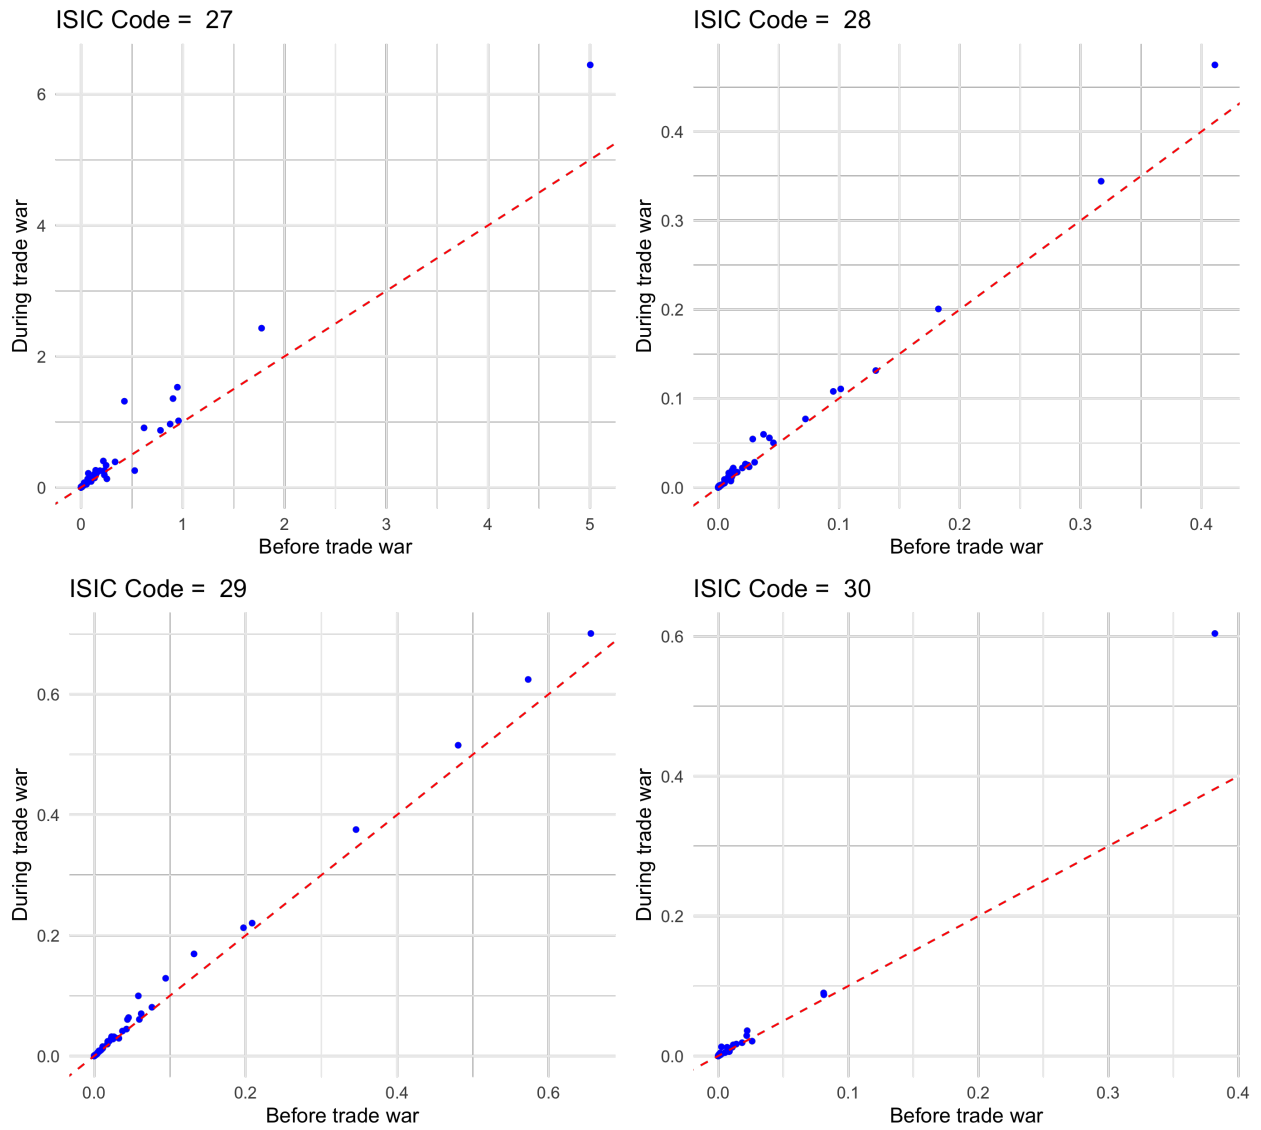 ISIC Code =  27
During trade war
6
4
2
0
0 1 2 3 4 5
Before trade war
ISIC Code =  28
During trade war
0.4
0.3
0.2
0.1
0.0
0.0 0.1 0.2 0.3 0.4
Before trade war
ISIC Code =  29
During trade war
0.6
0.4
0.2
0.0
0.0 0.2 0.4 0.6
Before trade war
ISIC Code =  30
During trade war
0.6
0.4
0.2
0.0
0.0 0.1 0.2 0.3 0.4
Before trade war